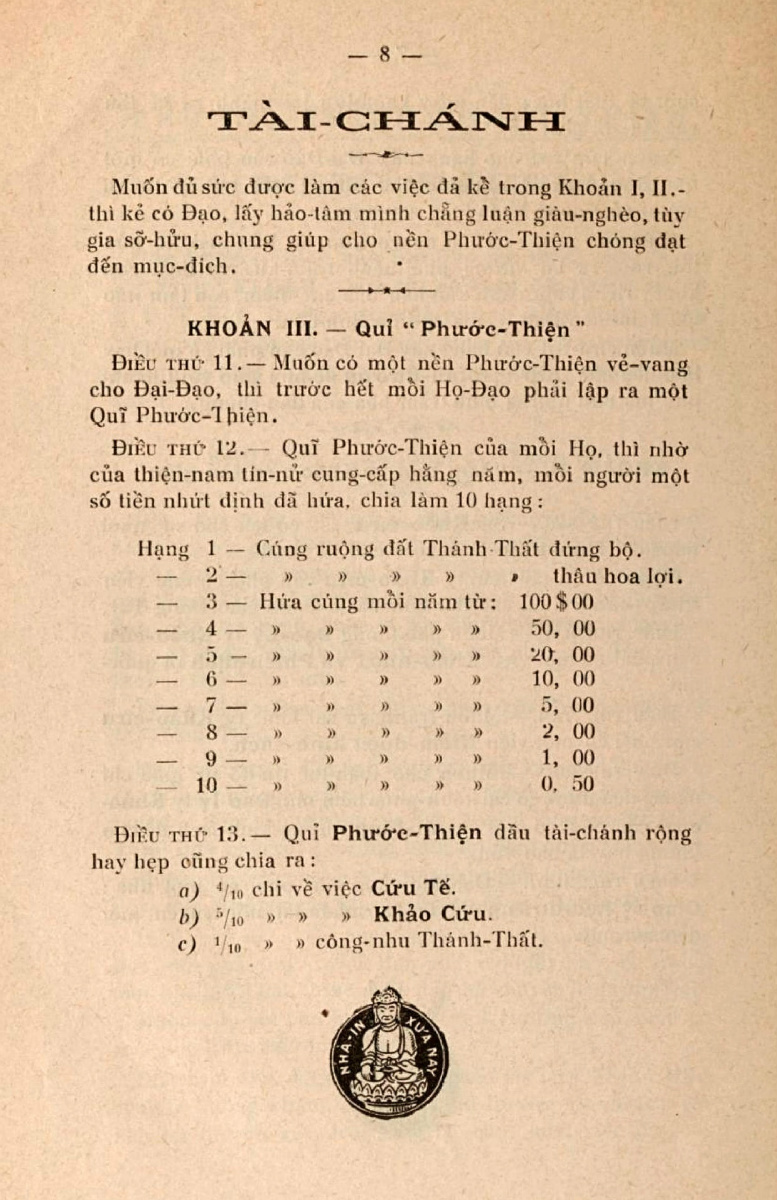 — 8 —
TÀI-CHÁNH
Muốn đủ sức được làm các việc đả kể trong Khoản I, II.-
thì kẻ có Đạo, lấy hảo-tâm mình chẳng luận giàu-nghèo, tùy
gia sỡ-hửu, chung giúp cho nền Phước-Thiện chóng đạt
đến mục-đích.
KHOẢN III. — Quỉ “ Phước-Thiện ”
ĐIỀU THỨ 11. — Muốn có một nền Phước-Thiện vẻ-vang
cho Đại-Đạo, thì trước hết mồi Họ-Đạo phải lập ra một
Quĩ Phước-Thiện.
ĐIỀU THỨ 12. — Quĩ Phước-Thiện của mồi Họ, thì nhờ
của thiện-nam tín-nử cung-cấp hằng năm, mồi người một
số tiền nhứt định đã hứa, chia làm 10 hạng :
Hạng 1 — Cúng ruộng đất Thánh-Thất đứng bộ.
— 2 — » » » » » thâu hoa lợi.
— 3 — Hứa cúng mồi năm từ : 100 $ 00
— 4 — » » » » » 50, 00
— 5 — » » » » » 20, 00
— 6 — » » » » » 10, 00
— 7 — » » » » » 5, 00
— 8 — » » » » » 2, 00
— 9 — » » » » » 1, 00
— 10 — » » » » » 0. 50
ĐIỀU THỨ 13. — Quỉ Phước-Thiện dầu tài-chánh rộng
hay hẹp cũng chia ra :
a) 4/10 chi về việc Cứu Tế.
b) 5/10 » » » Khảo Cứu.
c) 1/10 » » công-nhu Thánh-Thất.
NHÀ-IN XƯA NAY